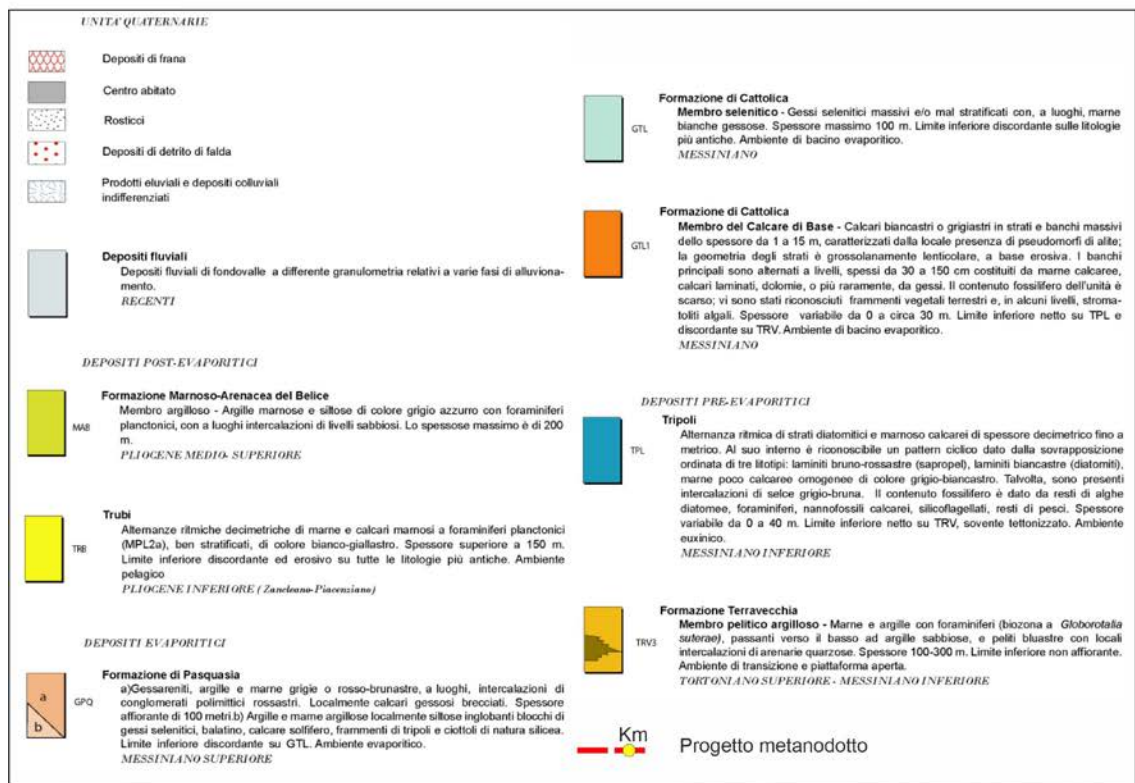 UNITA' QUATERNARIE
Depositi di frana
Centro abitato
Rosticci
Depositi di detrito di falda
Prodotti eluviali e depositi colluviali
indifferenziati
Depositi fluviali
Depositi fluviali di fondovalle a differente granulometria relativi a varie fasi di alluviona-
mento.
RECENTI
DEPOSITI POST-EVAPORITICI
MAB
Formazione Marnoso-Arenacea del Belice
Membro argilloso - Argille marnose e siltose di colore grigio azzurro con foraminiferi
planctonici, con a luoghi intercalazioni di livelli sabbiosi. Lo spessose massimo è di 200
m.
PLIOCENE MEDIO- SUPERIORE
TRB
Trubi
Alternanze ritmiche decimetriche di marne e calcari marnosi a foraminiferi planctonici
(MPL2a), ben stratificati, di colore bianco-giallastro. Spessore superiore a 150 m.
Limite inferiore discordante ed erosivo su tutte le litologie più antiche. Ambiente
pelagico
PLIOCENE INFERIORE ( Zancleano-Piacenziano)
DEPOSITI EVAPORITICI
a
b
GPQ
Formazione di Pasquasia
a)Gessareniti, argille e marne grigie o rosso-brunastre, a luoghi, intercalazioni di
conglomerati polimittici rossastri. Localmente calcari gessosi brecciati. Spessore
affiorante di 100 metri.b) Argille e marne argillose localmente siltose inglobanti blocchi di
gessi selenitici, balatino, calcare solfifero, frammenti di tripoli e ciottoli di natura silicea.
Limite inferiore discordante su GTL. Ambiente evaporitico.
MESSINIANO SUPERIORE
GTL
Formazione di Cattolica
Membro selenitico - Gessi selenitici massivi e/o mal stratificati con, a luoghi, marne
bianche gessose. Spessore massimo 100 m. Limite inferiore discordante sulle litologie
più antiche. Ambiente di bacino evaporitico.
MESSINIANO
GTL1
Formazione di Cattolica
Membro del Calcare di Base - Calcari biancastri o grigiastri in strati e banchi massivi
dello spessore da 1 a 15 m, caratterizzati dalla locale presenza di pseudomorfi di alite;
la geometria degli strati è grossolanamente lenticolare, a base erosiva. I banchi
principali sono alternati a livelli, spessi da 30 a 150 cm costituiti da marne calcaree,
calcari laminati, dolomie, o più raramente, da gessi. Il contenuto fossilifero dell'unità è
scarso; vi sono stati riconosciuti frammenti vegetali terrestri e, in alcuni livelli, stroma-
toliti algali. Spessore variabile da 0 a circa 30 m. Limite inferiore netto su TPL e
discordante su TRV. Ambiente di bacino evaporitico.
MESSINIANO
DEPOSITI PRE-EVAPORITICI
TPL
Tripoli
Alternanza ritmica di strati diatomitici e marnoso calcarei di spessore decimetrico fino a
metrico. Al suo interno è riconoscibile un pattern ciclico dato dalla sovrapposizione
ordinata di tre litotipi: laminiti bruno-rossastre (sapropel), laminiti biancastre (diatomiti),
marne poco calcaree omogenee di colore grigio-biancastro. Talvolta, sono presenti
intercalazioni di selce grigio-bruna. Il contenuto fossilifero è dato da resti di alghe
diatomee, foraminiferi, nannofossili calcarei, silicoflagellati, resti di pesci. Spessore
variabile da 0 a 40 m. Limite inferiore netto su TRV, sovente tettonizzato. Ambiente
euxinico.
MESSINIANO INFERIORE
TRV3
Formazione Terravecchia
Membro pelitico argilloso - Marne e argille con foraminiferi (biozona a Globorotalia
suterae), passanti verso il basso ad argille sabbiose, e peliti bluastre con locali
intercalazioni di arenarie quarzose. Spessore 100-300 m. Limite inferiore non affiorante.
Ambiente di transizione e piattaforma aperta.
TORTONIANO SUPERIORE - MESSINIANO INFERIORE
Km
Progetto metanodotto